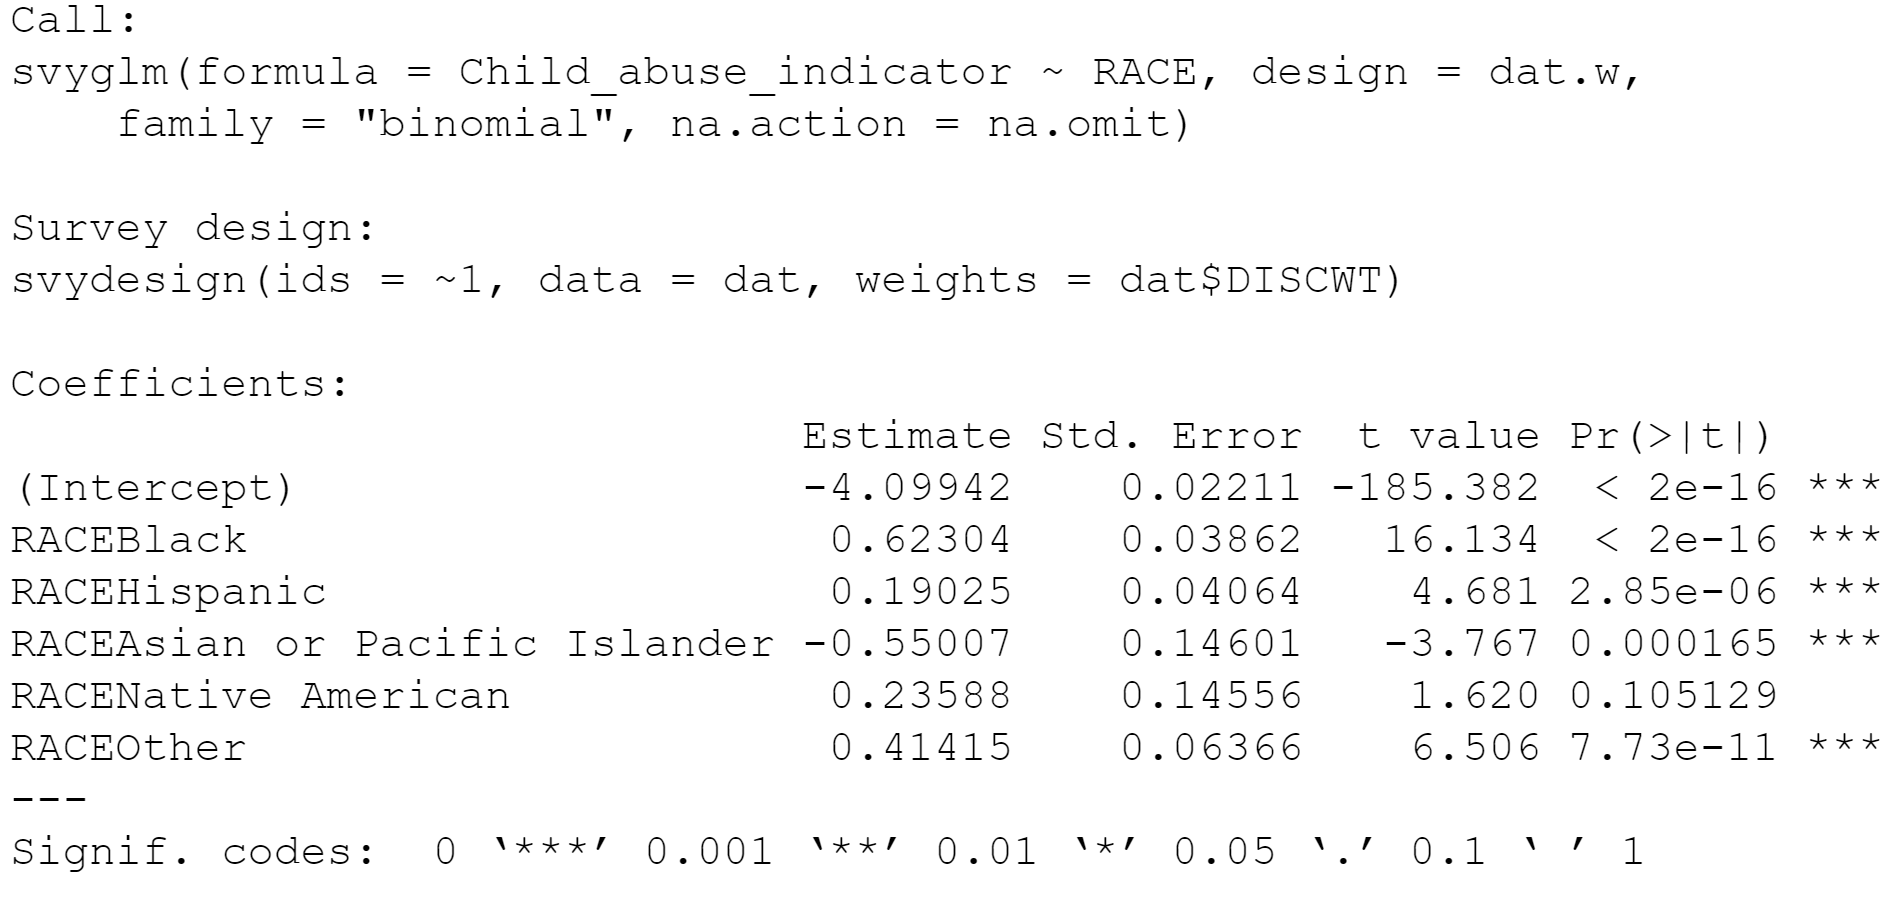 Call:
svyglm(formula = Child_abuse_indicator ~ RACE, design = dat.w,
    family = "binomial", na.action = na.omit)

Survey design:
svydesign(ids = ~1, data = dat, weights = dat$DISCWT)

Coefficients:
                              Estimate Std. Error  t value Pr(>|t|)
(Intercept)                   -4.09942    0.02211 -185.382  < 2e-16 ***
RACEBlack                      0.62304    0.03862   16.134  < 2e-16 ***
RACEHispanic                   0.19025    0.04064    4.681 2.85e-06 ***
RACEAsian or Pacific Islander -0.55007    0.14601   -3.767 0.000165 ***
RACENative American            0.23588    0.14556    1.620 0.105129
RACEOther                      0.41415    0.06366    6.506 7.73e-11 ***
---
Signif. codes:  0 ‘***’ 0.001 ‘**’ 0.01 ‘*’ 0.05 ‘.’ 0.1 ‘ ’ 1